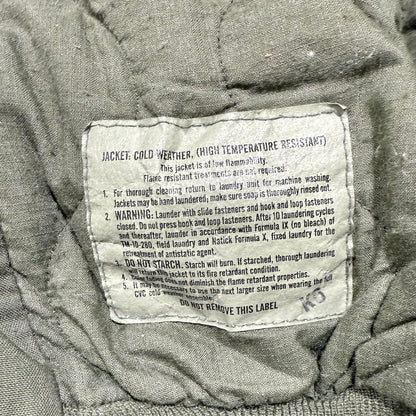 JACKET, COLD WEATHER, (HIGH TEMPERATURE RESISTANT)
This jacket is of low flammability.
Flame resistant treatments are not required.
1. For thorough cleaning return to laundry unit for machine washing.
Jackets may be hand laundered; make sure soap is thoroughly rinsed out.
2. WARNING: Launder with slide fasteners and hook and loop fasteners
closed. Do not press hook and loop fasteners. After 10 laundering cycles
and thereafter, launder in accordance with Formula IX (no bleach) of
TM-10-280, field laundry and Natick Formula X, fixed laundry for the
retreatment of antistatic agent.
3. DO NOT STARCH. Starch will burn. If starched, thorough laundering
will return this jacket to its fire retardant condition.
4. Color fading does not diminish the flame retardant properties.
5. It may be necessary to use the next larger size when wearing the full
CVC cold weather ensemble.
DO NOT REMOVE THIS LABEL